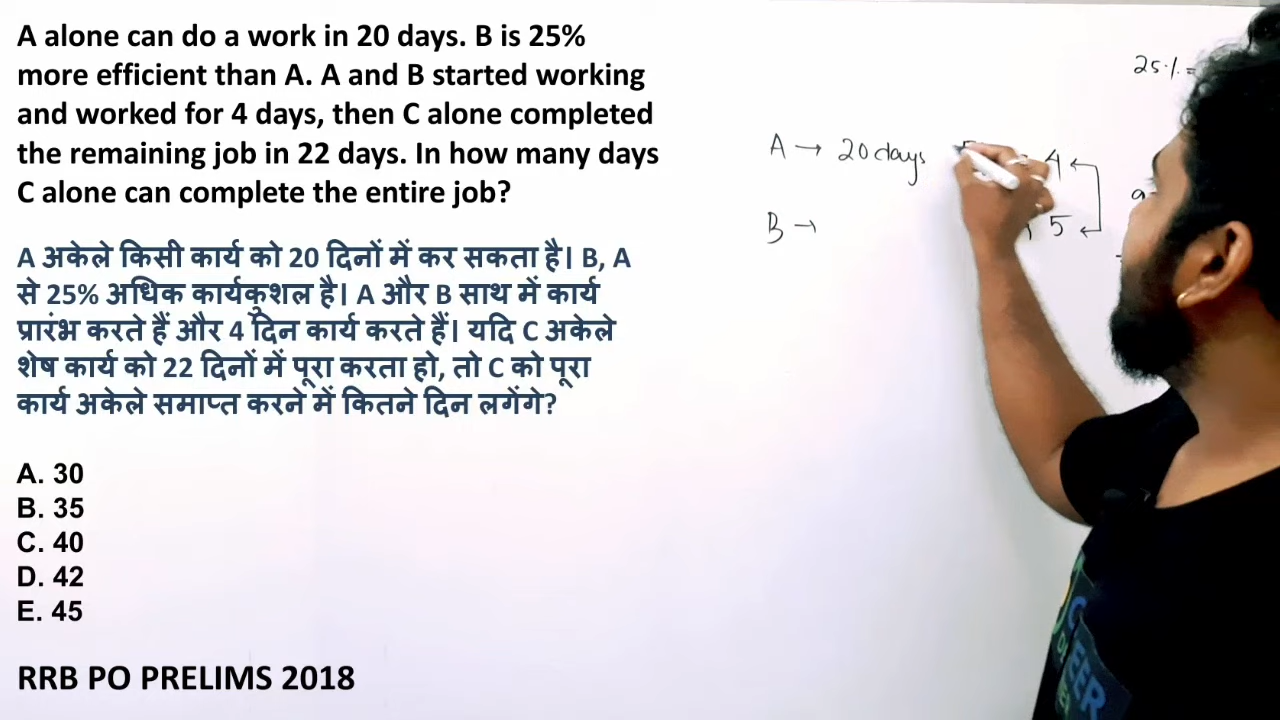 A alone can do a work in 20 days. B is 25%
more efficient than A. A and B started working
and worked for 4 days, then C alone completed
the remaining job in 22 days. In how many days
C alone can complete the entire job?
A अकेले किसी कार्य को 20 दिनों में कर सकता है। B, A
से 25% अधिक कार्यकुशल है। A और B साथ में कार्य
प्रारंभ करते हैं और 4 दिन कार्य करते हैं। यदि C अकेले
शेष कार्य को 22 दिनों में पूरा करता हो, तो C को पूरा
कार्य अकेले समाप्त करने में कितने दिन लगेंगे?
A. 30
B. 35
C. 40
D. 42
E. 45
RRB PO PRELIMS 2018
25% =
A → 20 days 4
B → 5